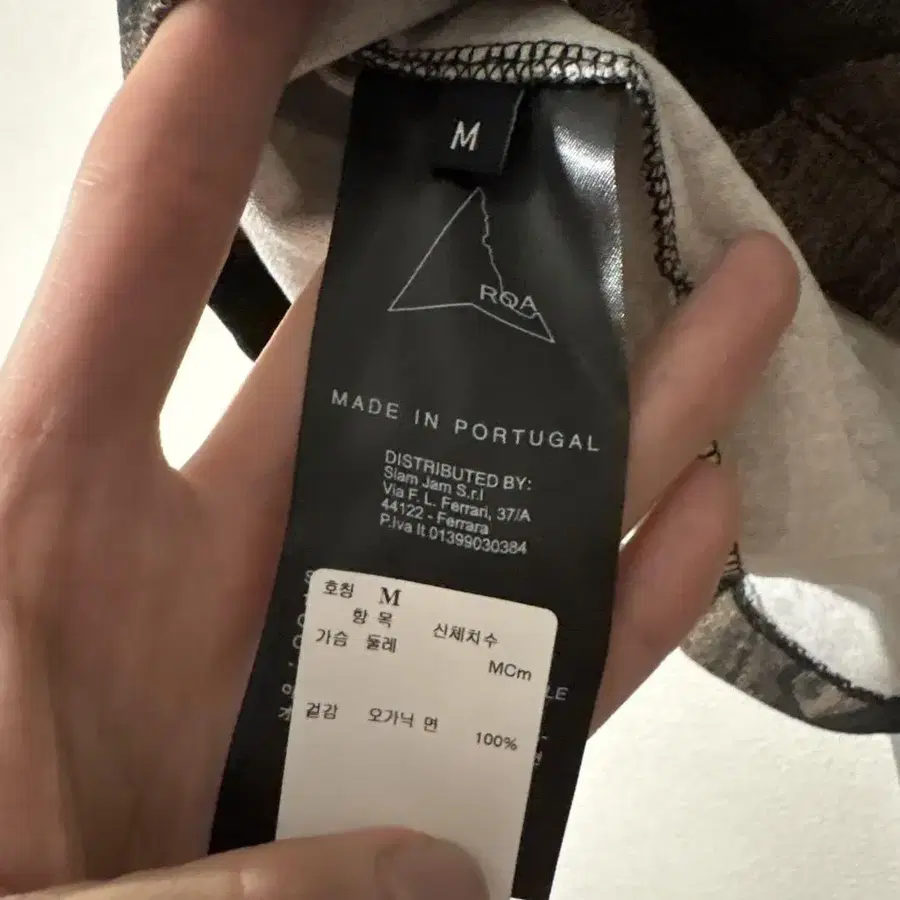 M
RQA
MADE IN PORTUGAL
DISTRIBUTED BY:
Slam Jam S.r.l
Via F. L. Ferrari, 37/A
44122 - Ferrara
P.Iva It 01399030384
호칭 M
항 목 신체치수
가슴 둘레
MCm
겉감 오가닉 면
100%